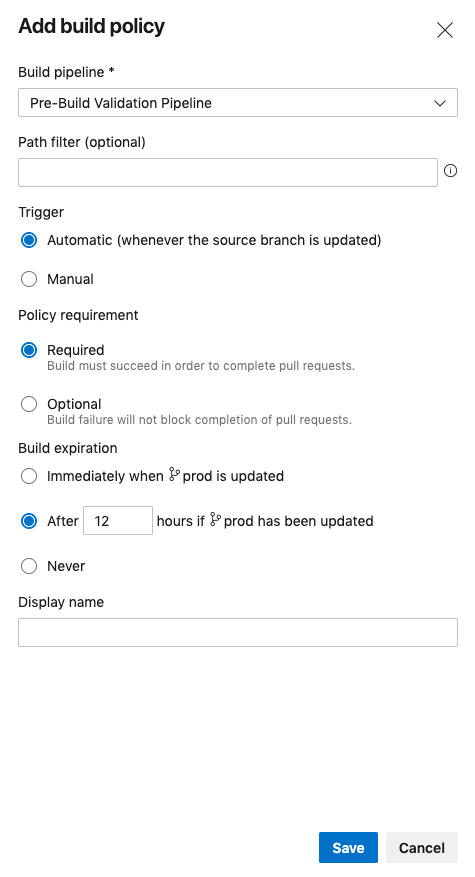 Add build policy
Build pipeline *
Pre-Build Validation Pipeline
Path filter (optional)
Trigger
Automatic (whenever the source branch is updated)
Manual
Policy requirement
Required
Build must succeed in order to complete pull requests.
Optional
Build failure will not block completion of pull requests.
Build expiration
Immediately when prod is updated
After 12 hours if prod has been updated
Never
Display name
Save Cancel